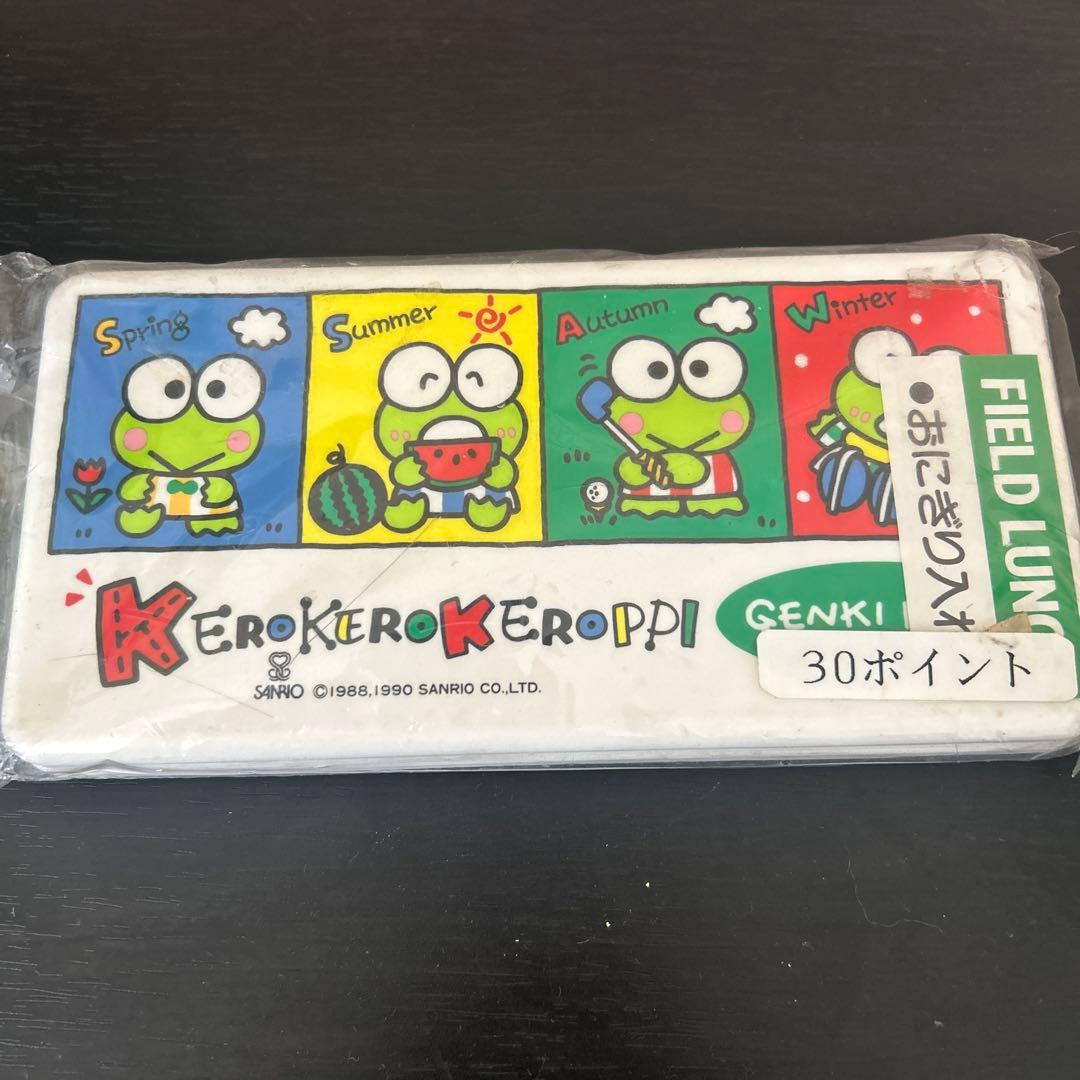 Spring
Summer
Autumn
Winter
KEROKEROKEROPPI
GENKI
SANRIO ©1988,1990 SANRIO CO.,LTD.
FIELD LUNC
●おにぎり入れ
30ポイント